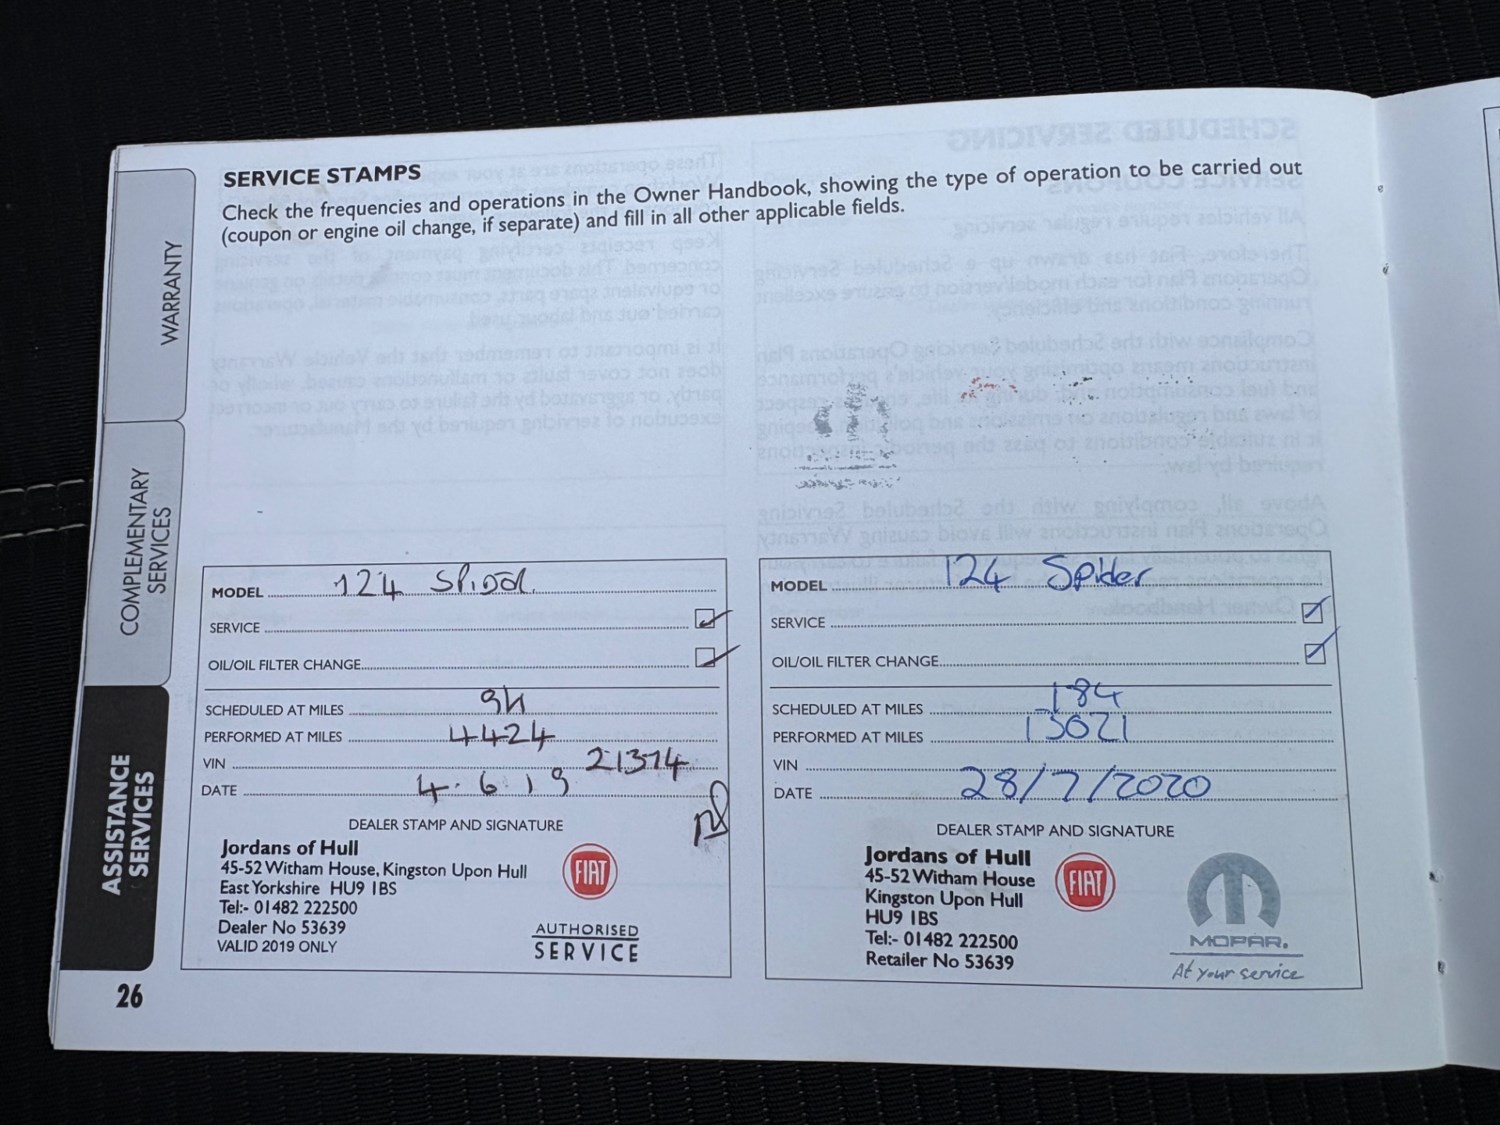 SERVICE STAMPS
Check the frequencies and operations in the Owner Handbook, showing the type of operation to be carried out
(coupon or engine oil change, if separate) and fill in all other applicable fields.
WARRANTY
COMPLEMENTARY
SERVICES
ASSISTANCE
SERVICES
26
MODEL 124
SERVICE
OIL/OIL FILTER CHANGE
SCHEDULED AT MILES
PERFORMED AT MILES 4424
VIN 21374
DATE 4.6.19
DEALER STAMP AND SIGNATURE
Jordans of Hull
45-52 Witham House, Kingston Upon Hull
East Yorkshire HU9 1BS
Tel:- 01482 222500
Dealer No 53639
VALID 2019 ONLY
FIAT
AUTHORISED
SERVICE
MODEL 124 Spider
SERVICE
OIL/OIL FILTER CHANGE
SCHEDULED AT MILES
PERFORMED AT MILES 13621
VIN
DATE 28/7/2020
DEALER STAMP AND SIGNATURE
Jordans of Hull
45-52 Witham House
Kingston Upon Hull
HU9 1BS
Tel:- 01482 222500
Retailer No 53639
FIAT
MOPAR.
At your service